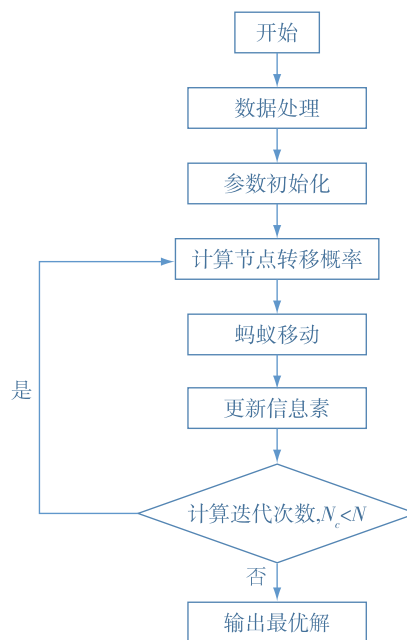 开始
数据处理
参数初始化
计算节点转移概率
蚂蚁移动
更新信息素
是
计算迭代次数,Nc<N
否
输出最优解